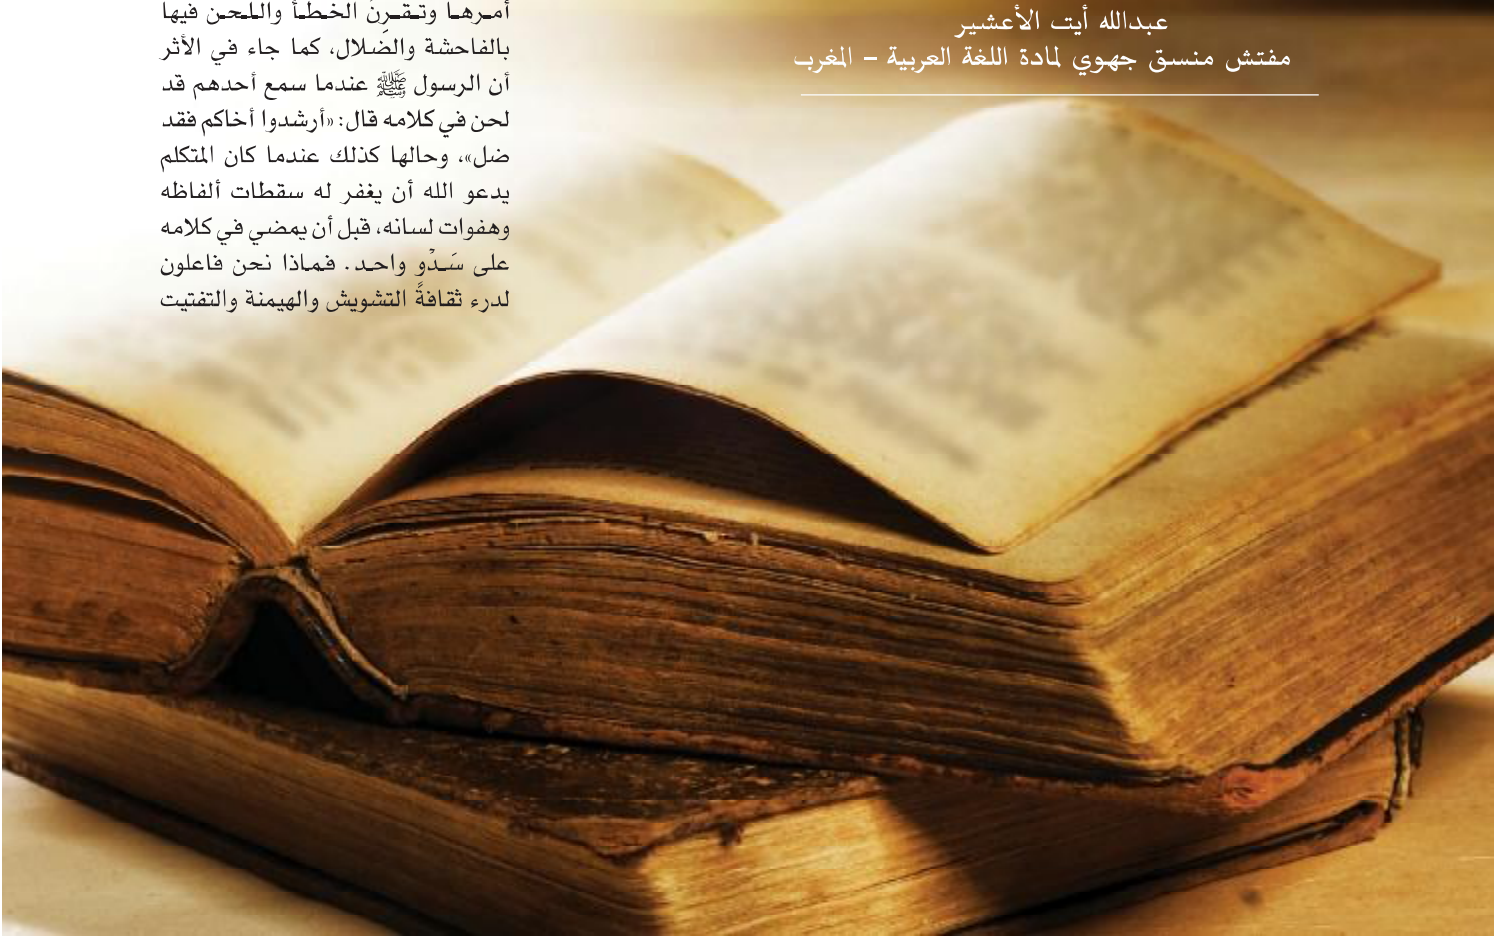 عبدالله أيت الأعشير
مفتش منسق جهوي لمادة اللغة العربية – المغرب
أمرها وتقرِنَ الخطأ واللحن فيها
بالفاحشة والضلال، كما جاء في الأثر
أن الرسول ﷺ عندما سمع أحدهم قد
لحن في كلامه قال: «أرشدوا أخاكم فقد
ضل»، وحالها كذلك عندما كان المتكلم
يدعو الله أن يغفر له سقطات ألفاظه
وهفوات لسانه، قبل أن يمضي في كلامه
على سَدْوٍ واحد. فماذا نحن فاعلون
لدرء ثقافةَ التشويش والهيمنة والتفتيت